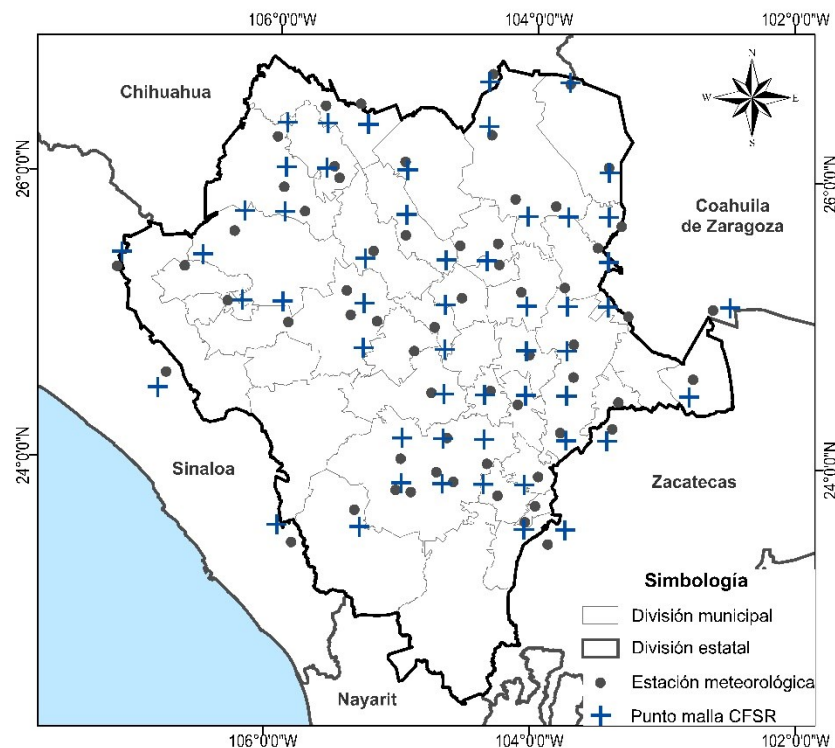 106°0'0"W 104°0'0"W 102°0'0"W
Chihuahua
N
W E
S
26°0'0"N 26°0'0"N
Coahuila
de Zaragoza
24°0'0"N 24°0'0"N
Sinaloa
Zacatecas
Nayarit
Simbología
División municipal
División estatal
Estación meteorológica
Punto malla CFSR
106°0'0"W 104°0'0"W 102°0'0"W